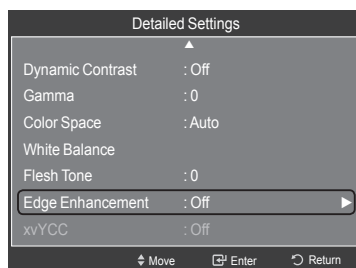 Detailed Settings
Dynamic Contrast : Off
Gamma : 0
Color Space : Auto
White Balance
Flesh Tone : 0
Edge Enhancement : Off
xvYCC : Off
Move Enter Return